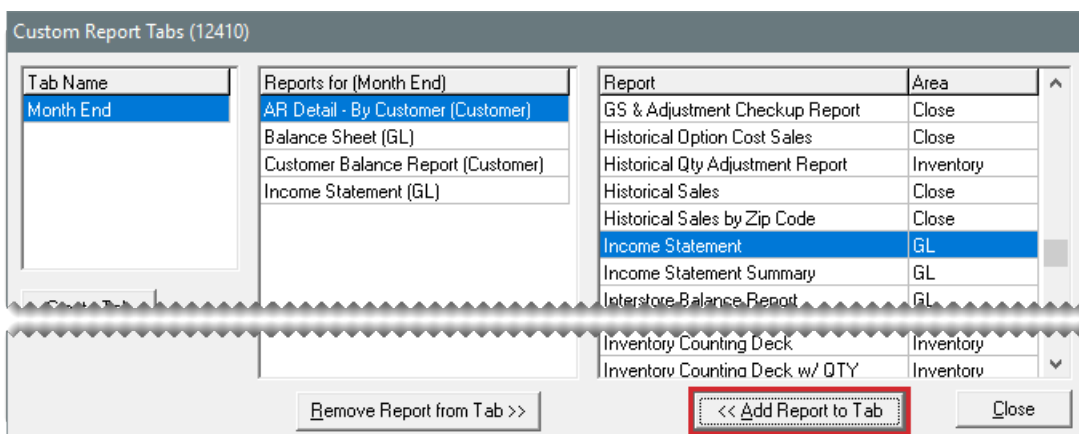 Custom Report Tabs (12410)
Tab Name
Month End
Reports for (Month End)
AR Detail - By Customer (Customer)
Balance Sheet (GL)
Customer Balance Report (Customer)
Income Statement (GL)
Report Area
GS & Adjustment Checkup Report Close
Historical Option Cost Sales Close
Historical Qty Adjustment Report Inventory
Historical Sales Close
Historical Sales by Zip Code Close
Income Statement GL
Income Statement Summary GL
Interstore Balance Report GL
Inventory Counting Deck Inventory
Inventory Counting Deck w/ QTY Inventory
Remove Report from Tab >>
<< Add Report to Tab
Close